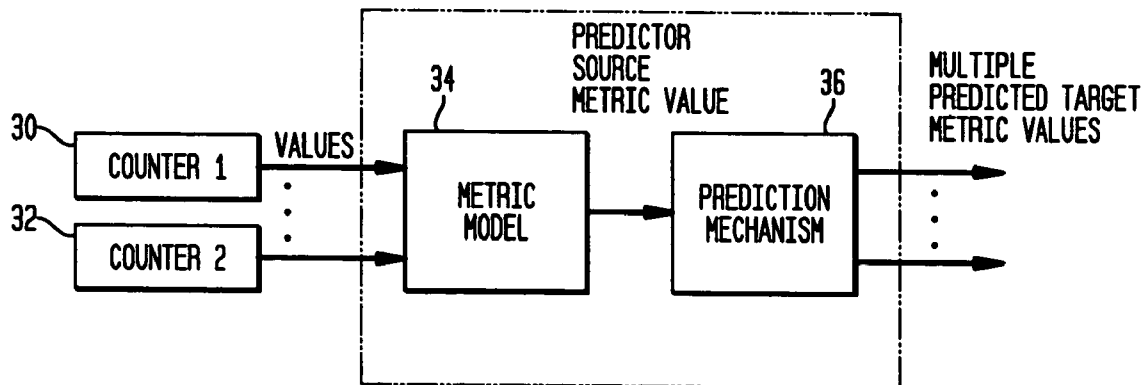 30
COUNTER 1
32
COUNTER 2
VALUES
34
METRIC
MODEL
PREDICTOR
SOURCE
METRIC VALUE
36
PREDICTION
MECHANISM
MULTIPLE
PREDICTED TARGET
METRIC VALUES